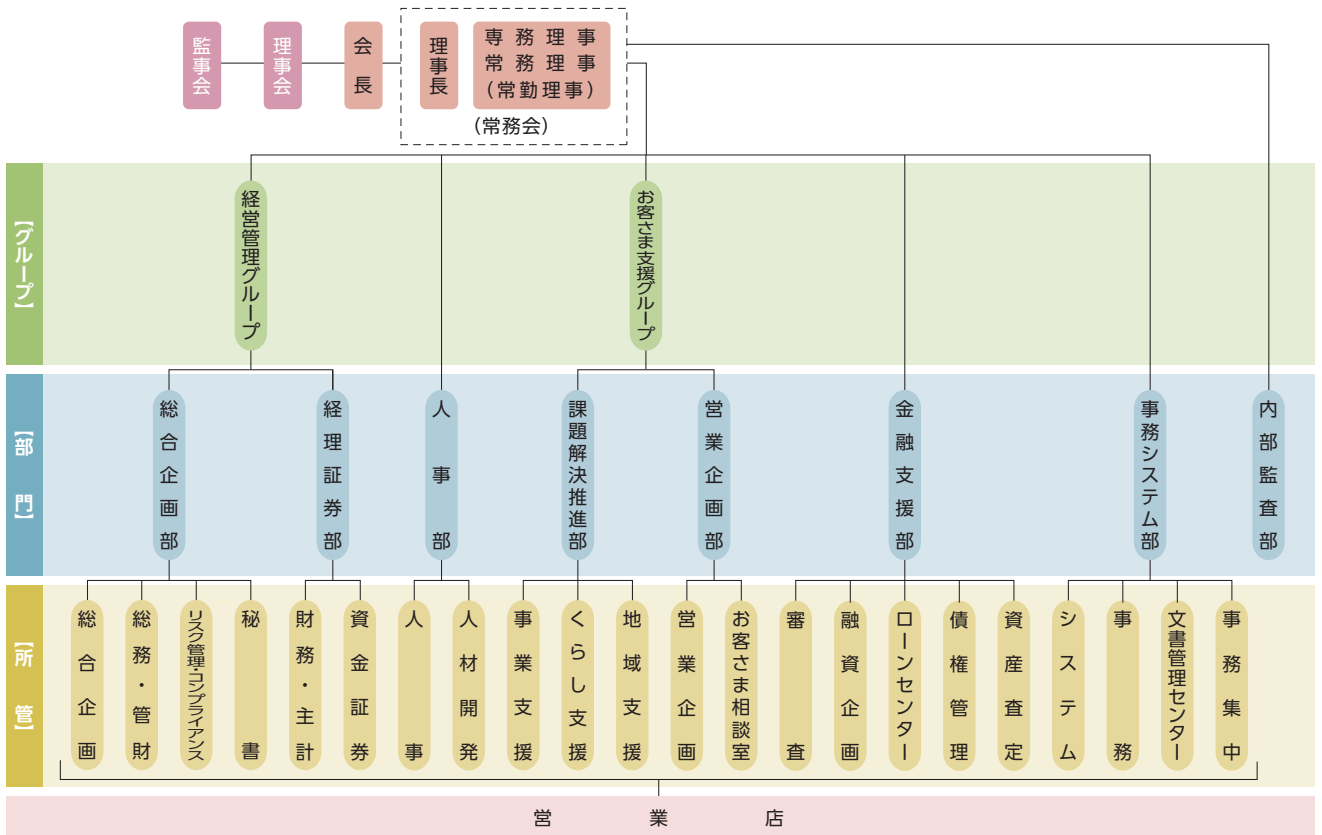 監事会
理事会
会長
理事長
専務理事
常務理事
(常勤理事)
(常務会)
【グループ】
経営管理グループ
お客さま支援グループ
【部門】
総合企画部
経理証券部
人事部
課題解決推進部
営業企画部
金融支援部
事務システム部
内部監査部
【所管】
総合企画
総務・管財
リスク管理・コンプライアンス
秘書
財務・主計
資金証券
人事
人材開発
事業支援
くらし支援
地域支援
営業企画
お客さま相談室
審査
融資企画
ローンセンター
債権管理
資産査定
システム
事務
文書管理センター
事務集中
営業店